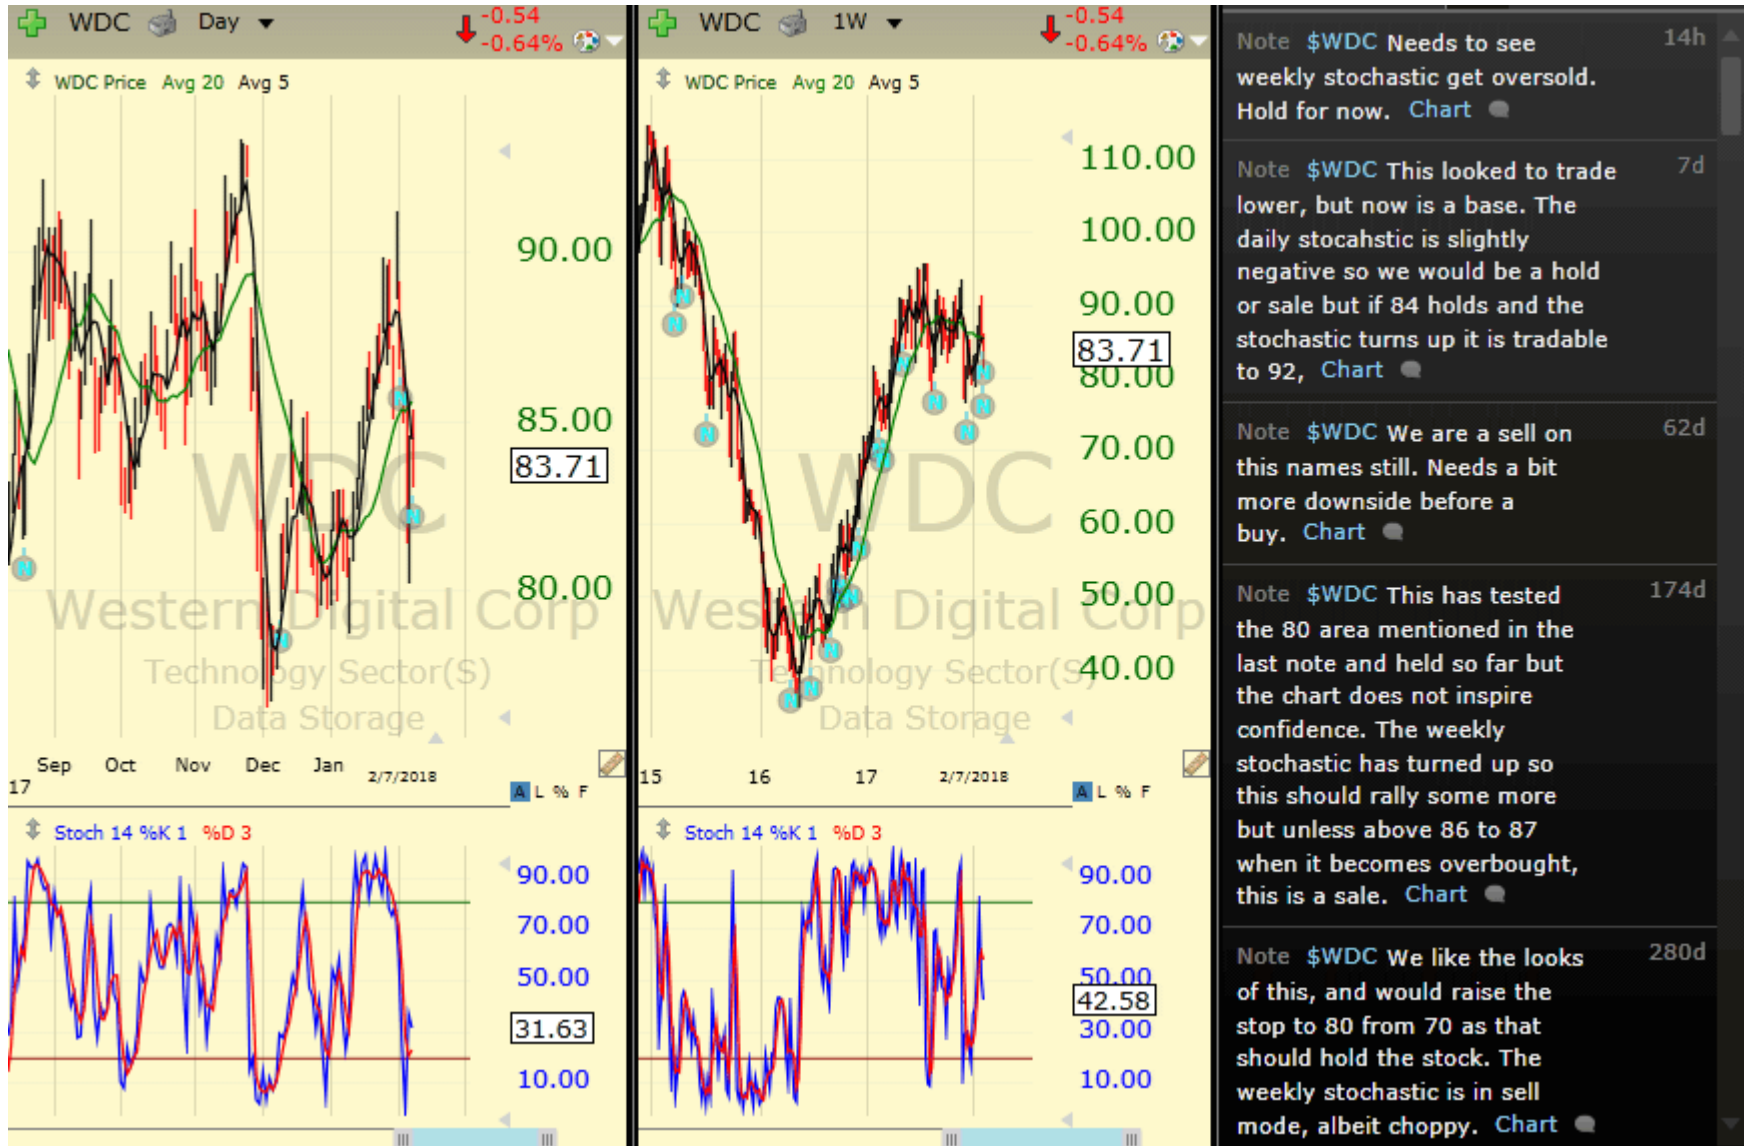 WDC Day -0.54
-0.64%
WDC Price Avg 20 Avg 5
90.00
85.00
83.71
80.00
WDC
Western Digital Corp
Technology Sector(S)
Data Storage
N
N
N
N
Sep Oct Nov Dec Jan 2/7/2018
17
A L % F
Stoch 14 %K 1 %D 3
90.00
70.00
50.00
31.63
10.00
WDC 1W -0.54
-0.64%
WDC Price Avg 20 Avg 5
110.00
100.00
90.00
83.71
80.00
70.00
60.00
50.00
40.00
WDC
Western Digital Corp
Technology Sector(S)
Data Storage
N
N
N
N
N
N
N
N
N
N
N
N
N
15 16 17 2/7/2018
A L % F
Stoch 14 %K 1 %D 3
90.00
70.00
50.00
42.58
30.00
10.00
Note $WDC Needs to see 14h
weekly stochastic get oversold.
Hold for now. Chart
Note $WDC This looked to trade 7d
lower, but now is a base. The
daily stocahstic is slightly
negative so we would be a hold
or sale but if 84 holds and the
stochastic turns up it is tradable
to 92, Chart
Note $WDC We are a sell on 62d
this names still. Needs a bit
more downside before a
buy. Chart
Note $WDC This has tested 174d
the 80 area mentioned in the
last note and held so far but
the chart does not inspire
confidence. The weekly
stochastic has turned up so
this should rally some more
but unless above 86 to 87
when it becomes overbought,
this is a sale. Chart
Note $WDC We like the looks 280d
of this, and would raise the
stop to 80 from 70 as that
should hold the stock. The
weekly stochastic is in sell
mode, albeit choppy. Chart